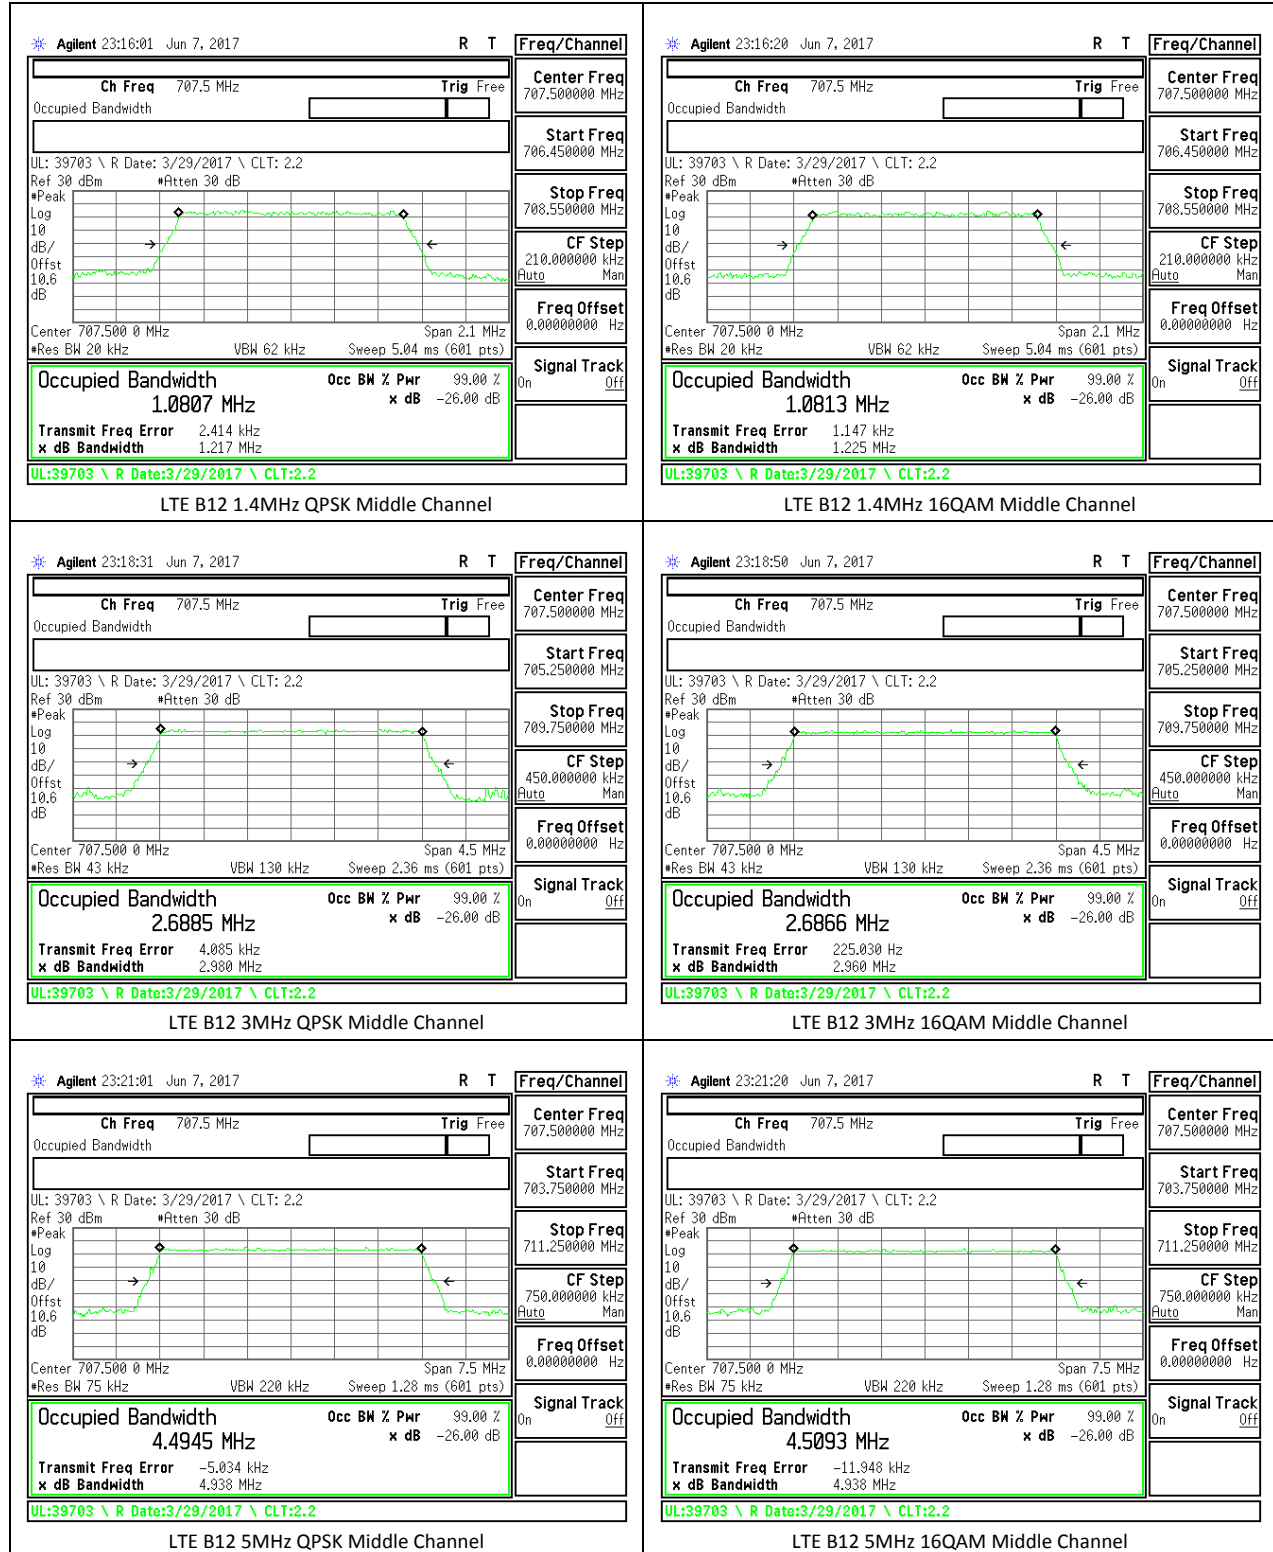 Agilent 23:16:01 Jun 7, 2017 R T Freq/Channel
Ch Freq 707.5 MHz Trig Free
Occupied Bandwidth
Center Freq
707.500000 MHz
Start Freq
706.450000 MHz
UL: 39703 \ R Date: 3/29/2017 \ CLT: 2.2
Ref 30 dBm #Atten 30 dB
#Peak
Log
10
dB/
Offst
10.6
dB
Stop Freq
708.550000 MHz
CF Step
210.000000 kHz
Auto Man
Freq Offset
0.00000000 Hz
Center 707.500 0 MHz Span 2.1 MHz
#Res BW 20 kHz VBW 62 kHz Sweep 5.04 ms (601 pts)
Signal Track
On Off
Occupied Bandwidth Occ BW % Pwr 99.00 %
1.0807 MHz x dB -26.00 dB
Transmit Freq Error 2.414 kHz
x dB Bandwidth 1.217 MHz
UL:39703 \ R Date:3/29/2017 \ CLT:2.2
LTE B12 1.4MHz QPSK Middle Channel
Agilent 23:16:20 Jun 7, 2017 R T Freq/Channel
Ch Freq 707.5 MHz Trig Free
Occupied Bandwidth
Center Freq
707.500000 MHz
Start Freq
706.450000 MHz
UL: 39703 \ R Date: 3/29/2017 \ CLT: 2.2
Ref 30 dBm #Atten 30 dB
#Peak
Log
10
dB/
Offst
10.6
dB
Stop Freq
708.550000 MHz
CF Step
210.000000 kHz
Auto Man
Freq Offset
0.00000000 Hz
Center 707.500 0 MHz Span 2.1 MHz
#Res BW 20 kHz VBW 62 kHz Sweep 5.04 ms (601 pts)
Signal Track
On Off
Occupied Bandwidth Occ BW % Pwr 99.00 %
1.0813 MHz x dB -26.00 dB
Transmit Freq Error 1.147 kHz
x dB Bandwidth 1.225 MHz
UL:39703 \ R Date:3/29/2017 \ CLT:2.2
LTE B12 1.4MHz 16QAM Middle Channel
Agilent 23:18:31 Jun 7, 2017 R T Freq/Channel
Ch Freq 707.5 MHz Trig Free
Occupied Bandwidth
Center Freq
707.500000 MHz
Start Freq
705.250000 MHz
UL: 39703 \ R Date: 3/29/2017 \ CLT: 2.2
Ref 30 dBm #Atten 30 dB
#Peak
Log
10
dB/
Offst
10.6
dB
Stop Freq
709.750000 MHz
CF Step
450.000000 kHz
Auto Man
Freq Offset
0.00000000 Hz
Center 707.500 0 MHz Span 4.5 MHz
#Res BW 43 kHz VBW 130 kHz Sweep 2.36 ms (601 pts)
Signal Track
On Off
Occupied Bandwidth Occ BW % Pwr 99.00 %
2.6885 MHz x dB -26.00 dB
Transmit Freq Error 4.085 kHz
x dB Bandwidth 2.980 MHz
UL:39703 \ R Date:3/29/2017 \ CLT:2.2
LTE B12 3MHz QPSK Middle Channel
Agilent 23:18:50 Jun 7, 2017 R T Freq/Channel
Ch Freq 707.5 MHz Trig Free
Occupied Bandwidth
Center Freq
707.500000 MHz
Start Freq
705.250000 MHz
UL: 39703 \ R Date: 3/29/2017 \ CLT: 2.2
Ref 30 dBm #Atten 30 dB
#Peak
Log
10
dB/
Offst
10.6
dB
Stop Freq
709.750000 MHz
CF Step
450.000000 kHz
Auto Man
Freq Offset
0.00000000 Hz
Center 707.500 0 MHz Span 4.5 MHz
#Res BW 43 kHz VBW 130 kHz Sweep 2.36 ms (601 pts)
Signal Track
On Off
Occupied Bandwidth Occ BW % Pwr 99.00 %
2.6866 MHz x dB -26.00 dB
Transmit Freq Error 225.030 Hz
x dB Bandwidth 2.960 MHz
UL:39703 \ R Date:3/29/2017 \ CLT:2.2
LTE B12 3MHz 16QAM Middle Channel
Agilent 23:21:01 Jun 7, 2017 R T Freq/Channel
Ch Freq 707.5 MHz Trig Free
Occupied Bandwidth
Center Freq
707.500000 MHz
Start Freq
703.750000 MHz
UL: 39703 \ R Date: 3/29/2017 \ CLT: 2.2
Ref 30 dBm #Atten 30 dB
#Peak
Log
10
dB/
Offst
10.6
dB
Stop Freq
711.250000 MHz
CF Step
750.000000 kHz
Auto Man
Freq Offset
0.00000000 Hz
Center 707.500 0 MHz Span 7.5 MHz
#Res BW 75 kHz VBW 220 kHz Sweep 1.28 ms (601 pts)
Signal Track
On Off
Occupied Bandwidth Occ BW % Pwr 99.00 %
4.4945 MHz x dB -26.00 dB
Transmit Freq Error -5.034 kHz
x dB Bandwidth 4.938 MHz
UL:39703 \ R Date:3/29/2017 \ CLT:2.2
LTE B12 5MHz QPSK Middle Channel
Agilent 23:21:20 Jun 7, 2017 R T Freq/Channel
Ch Freq 707.5 MHz Trig Free
Occupied Bandwidth
Center Freq
707.500000 MHz
Start Freq
703.750000 MHz
UL: 39703 \ R Date: 3/29/2017 \ CLT: 2.2
Ref 30 dBm #Atten 30 dB
#Peak
Log
10
dB/
Offst
10.6
dB
Stop Freq
711.250000 MHz
CF Step
750.000000 kHz
Auto Man
Freq Offset
0.00000000 Hz
Center 707.500 0 MHz Span 7.5 MHz
#Res BW 75 kHz VBW 220 kHz Sweep 1.28 ms (601 pts)
Signal Track
On Off
Occupied Bandwidth Occ BW % Pwr 99.00 %
4.5093 MHz x dB -26.00 dB
Transmit Freq Error -11.948 kHz
x dB Bandwidth 4.938 MHz
UL:39703 \ R Date:3/29/2017 \ CLT:2.2
LTE B12 5MHz 16QAM Middle Channel